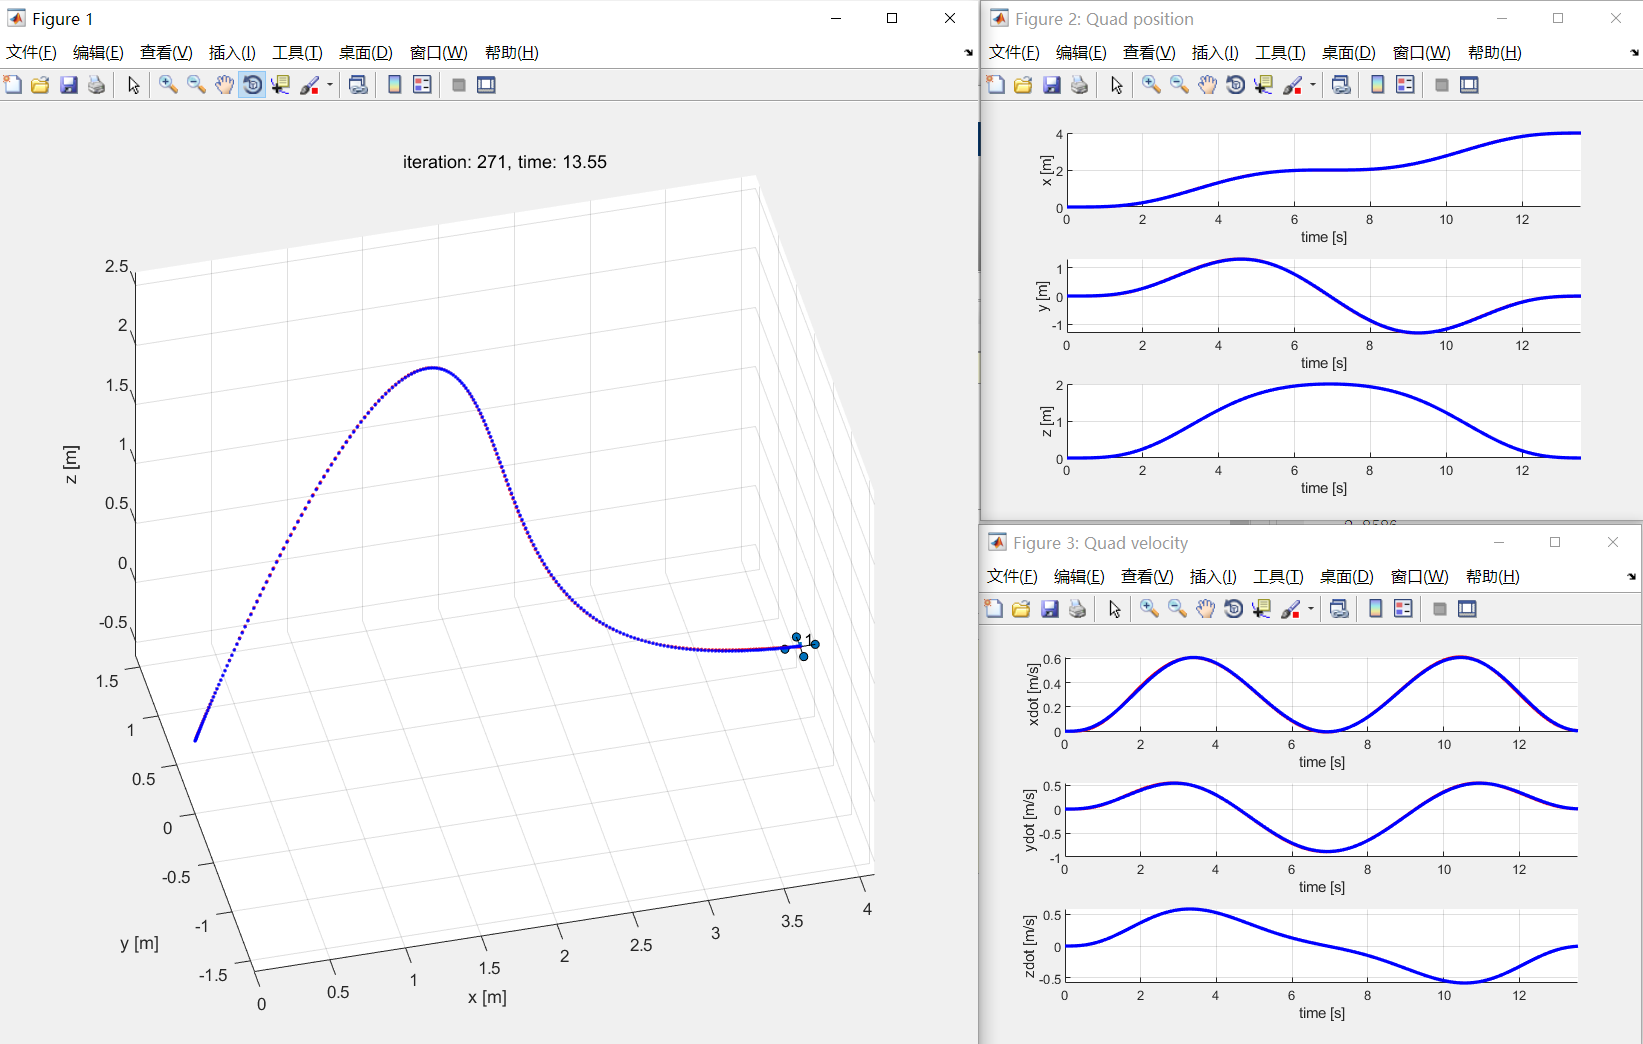 Figure 1
文件(F) 编辑(E) 查看(V) 插入(I) 工具(T) 桌面(D) 窗口(W) 帮助(H)
iteration: 271, time: 13.55
2.5
2
1.5
1
0.5
0
-0.5
z [m]
1.5
1
0.5
0
-0.5
-1
-1.5
y [m]
0
0.5
1
1.5
2
2.5
3
3.5
4
x [m]
1
Figure 2: Quad position
文件(F) 编辑(E) 查看(V) 插入(I) 工具(T) 桌面(D) 窗口(W) 帮助(H)
x [m]
4
2
0
0 2 4 6 8 10 12
time [s]
y [m]
1
0
-1
0 2 4 6 8 10 12
time [s]
z [m]
2
1
0
0 2 4 6 8 10 12
time [s]
Figure 3: Quad velocity
文件(F) 编辑(E) 查看(V) 插入(I) 工具(T) 桌面(D) 窗口(W) 帮助(H)
xdot [m/s]
0.6
0.4
0.2
0
0 2 4 6 8 10 12
time [s]
ydot [m/s]
0.5
0
-0.5
-1
0 2 4 6 8 10 12
time [s]
zdot [m/s]
0.5
0
-0.5
0 2 4 6 8 10 12
time [s]